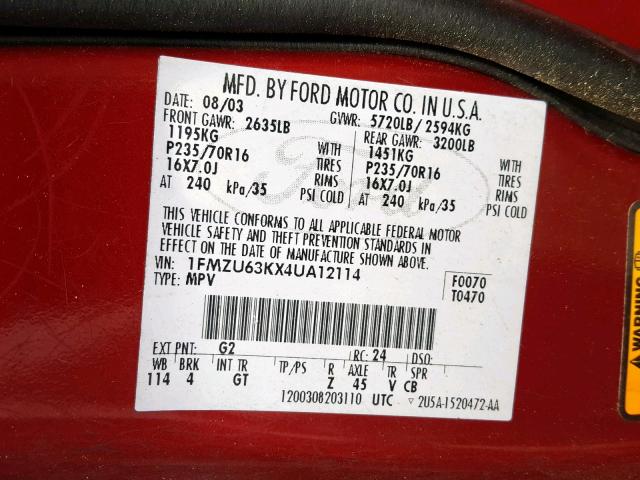 MFD. BY FORD MOTOR CO. IN U.S.A.
DATE: 08/03 GVWR: 5720LB/ 2594KG
FRONT GAWR: 2635LB REAR GAWR: 3200LB
1195KG WITH 1451KG WITH
P235/70R16 TIRES P235/70R16 TIRES
16X7.0J RIMS 16X7.0J RIMS
AT 240 kPa/35 PSI COLD AT 240 kPa/35 PSI COLD
Ford
THIS VEHICLE CONFORMS TO ALL APPLICABLE FEDERAL MOTOR
VEHICLE SAFETY AND THEFT PREVENTION STANDARDS IN
EFFECT ON THE DATE OF MANUFACTURE SHOWN ABOVE.
VIN: 1FMZU63KX4UA12114 F0070
TYPE: MPV T0470
EXT PNT: G2 RC: 24 DSO:
WB BRK INT TR TP/PS R AXLE TR SPR
114 4 GT Z 45 V CB
1200308203110 UTC ▽ 2U5A-1520472-AA
WARNING